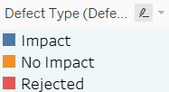 Defect Type (Defe...
Impact
No Impact
Rejected